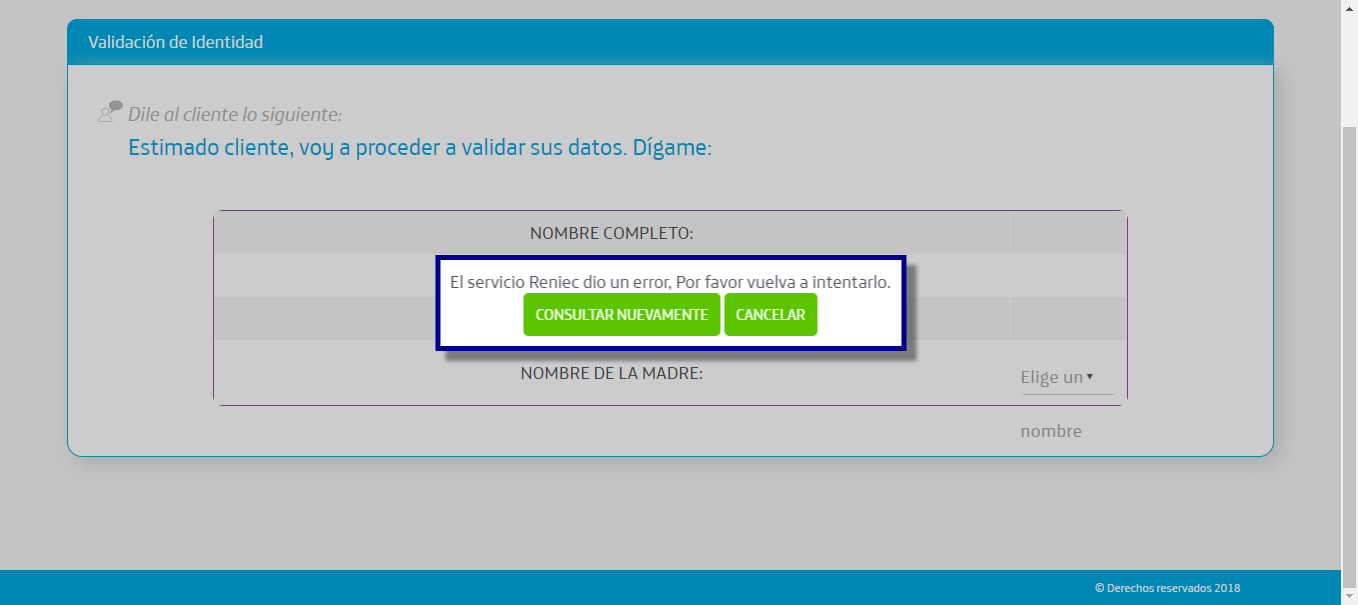 Validación de Identidad
Dile al cliente lo siguiente:
Estimado cliente, voy a proceder a validar sus datos. Dígame:
NOMBRE COMPLETO:
El servicio Reniec dio un error, Por favor vuelva a intentarlo.
CONSULTAR NUEVAMENTE CANCELAR
NOMBRE DE LA MADRE: Elige un
nombre
© Derechos reservados 2018